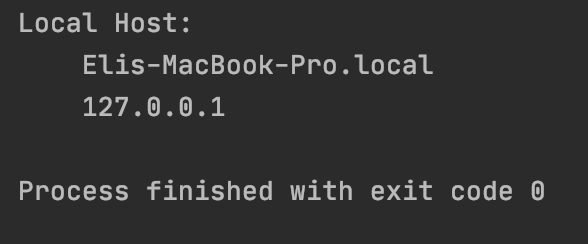 Local Host:
Elis-MacBook-Pro.local
127.0.0.1
Process finished with exit code 0